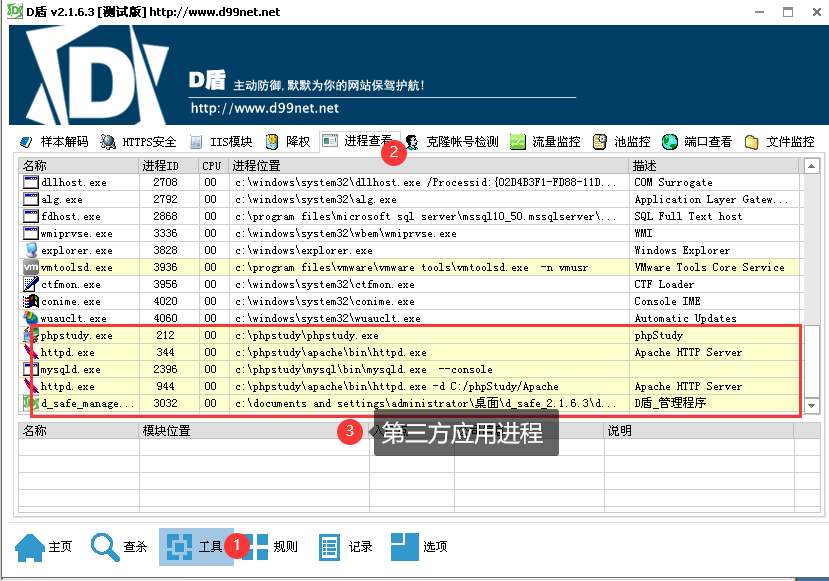 D盾 v2.1.6.3 [测试版] http://www.d99net.net
D盾 主动防御,默默为你的网站保驾护航!
http://www.d99net.net
样本解码 HTTPS安全 IIS模块 降权 进程查看 克隆帐号检测 流量监控 池监控 端口查看 文件监控
2
名称 进程ID CPU 进程位置 描述
dllhost.exe 2708 00 c:\windows\system32\dllhost.exe /Processid:{02D4B3F1-FD88-11D... COM Surrogate
alg.exe 2792 00 c:\windows\system32\alg.exe Application Layer Gatew...
fdhost.exe 2868 00 c:\program files\microsoft sql server\mssql10_50.mssqlserver\... SQL Full Text host
wmiprvse.exe 3336 00 c:\windows\system32\wbem\wmiprvse.exe WMI
explorer.exe 3828 00 c:\windows\explorer.exe Windows Explorer
vmtoolsd.exe 3936 00 c:\program files\vmware\vmware tools\vmtoolsd.exe -n vmusr VMware Tools Core Service
ctfmon.exe 3956 00 c:\windows\system32\ctfmon.exe CTF Loader
conime.exe 4020 00 c:\windows\system32\conime.exe Console IME
wuauclt.exe 4060 00 c:\windows\system32\wuauclt.exe Automatic Updates
phpstudy.exe 212 00 c:\phpstudy\phpstudy.exe phpStudy
httpd.exe 344 00 c:\phpstudy\apache\bin\httpd.exe Apache HTTP Server
mysqld.exe 2396 00 c:\phpstudy\mysql\bin\mysqld.exe --console
httpd.exe 944 00 c:\phpstudy\apache\bin\httpd.exe -d C:/phpStudy/Apache Apache HTTP Server
d_safe_manage... 3032 00 c:\documents and settings\administrator\桌面\d_safe_2.1.6.3\d... D盾_管理程序
名称 模块位置 说明
3 第三方应用进程
主页 查杀 工具 1 规则 记录 选项